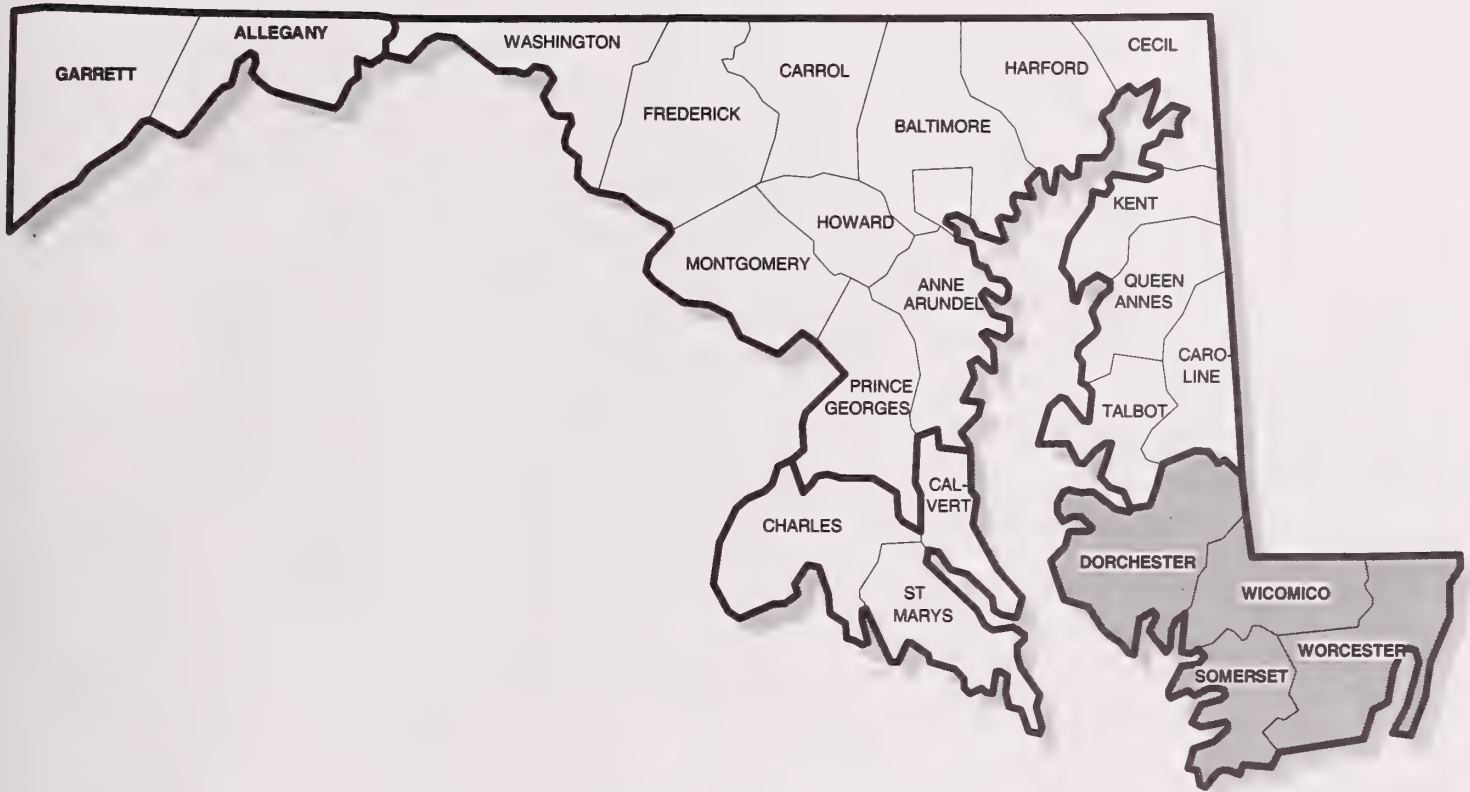 ALLEGANY
GARRETT
WASHINGTON
FREDERICK
CARROL
BALTIMORE
HARFORD
CECIL
KENT
HOWARD
MONTGOMERY
ANNE
ARUNDEL
QUEEN
ANNES
CARO-
LINE
PRINCE
GEORGES
TALBOT
CAL-
VERT
CHARLES
ST
MARYS
DORCHESTER
WICOMICO
WORCESTER
SOMERSET